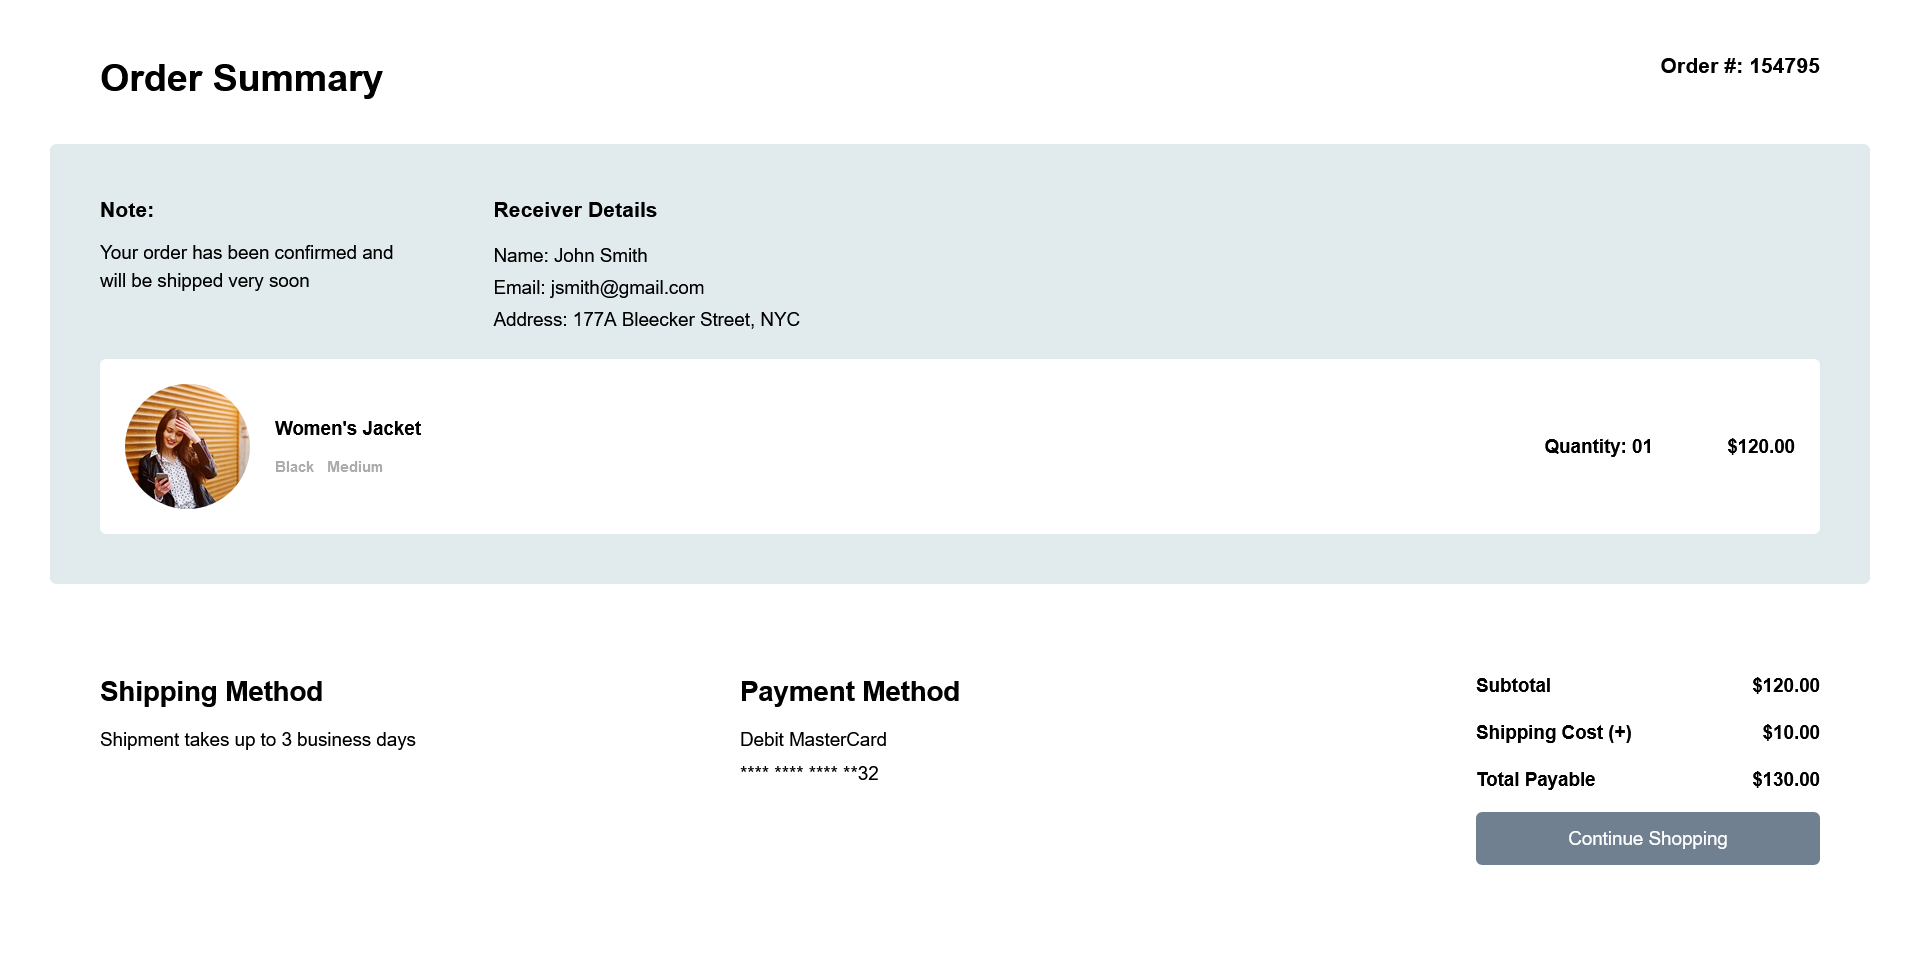 Order Summary
Order #: 154795
Note:
Your order has been confirmed and
will be shipped very soon
Receiver Details
Name: John Smith
Email: jsmith@gmail.com
Address: 177A Bleecker Street, NYC
Women's Jacket
Black Medium
Quantity: 01
$120.00
Shipping Method
Shipment takes up to 3 business days
Payment Method
Debit MasterCard
**** **** **** **32
Subtotal $120.00
Shipping Cost (+) $10.00
Total Payable $130.00
Continue Shopping